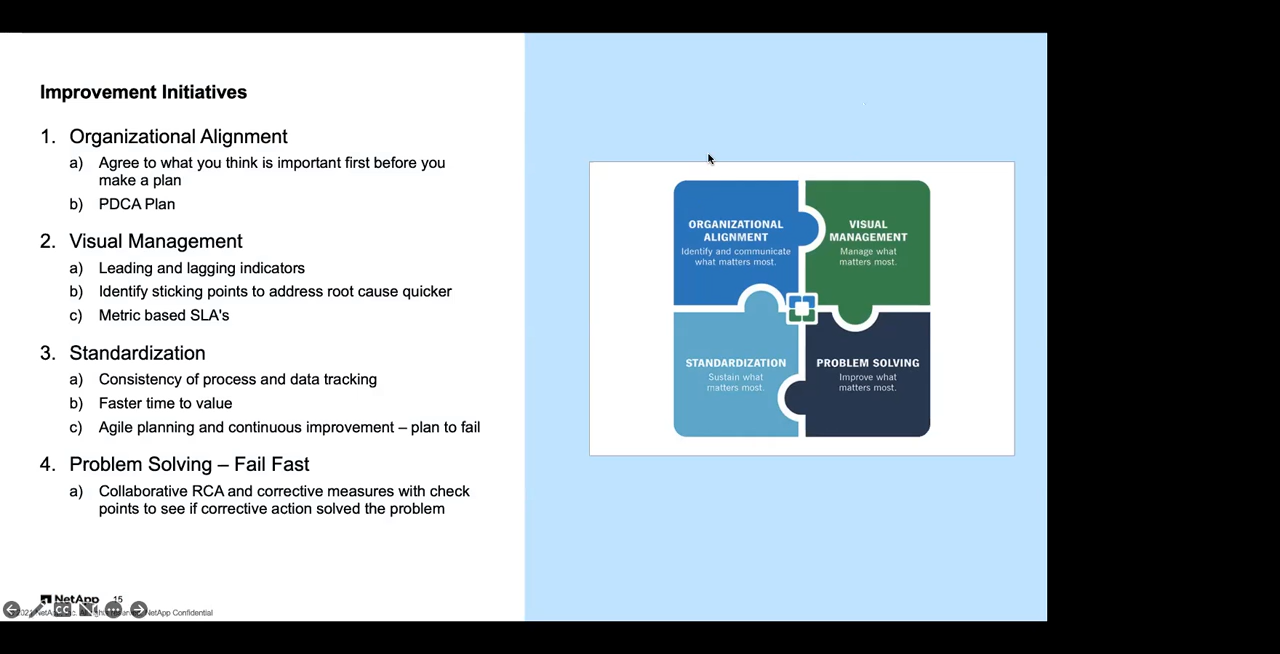 Improvement Initiatives
1. Organizational Alignment
a) Agree to what you think is important first before you
make a plan
b) PDCA Plan
2. Visual Management
a) Leading and lagging indicators
b) Identify sticking points to address root cause quicker
c) Metric based SLA's
3. Standardization
a) Consistency of process and data tracking
b) Faster time to value
c) Agile planning and continuous improvement – plan to fail
4. Problem Solving – Fail Fast
a) Collaborative RCA and corrective measures with check
points to see if corrective action solved the problem
ORGANIZATIONAL
ALIGNMENT
Identify and communicate
what matters most.
VISUAL
MANAGEMENT
Manage what
matters most.
STANDARDIZATION
Sustain what
matters most.
PROBLEM SOLVING
Improve what
matters most.
NetApp 15
CC
NetApp Confidential